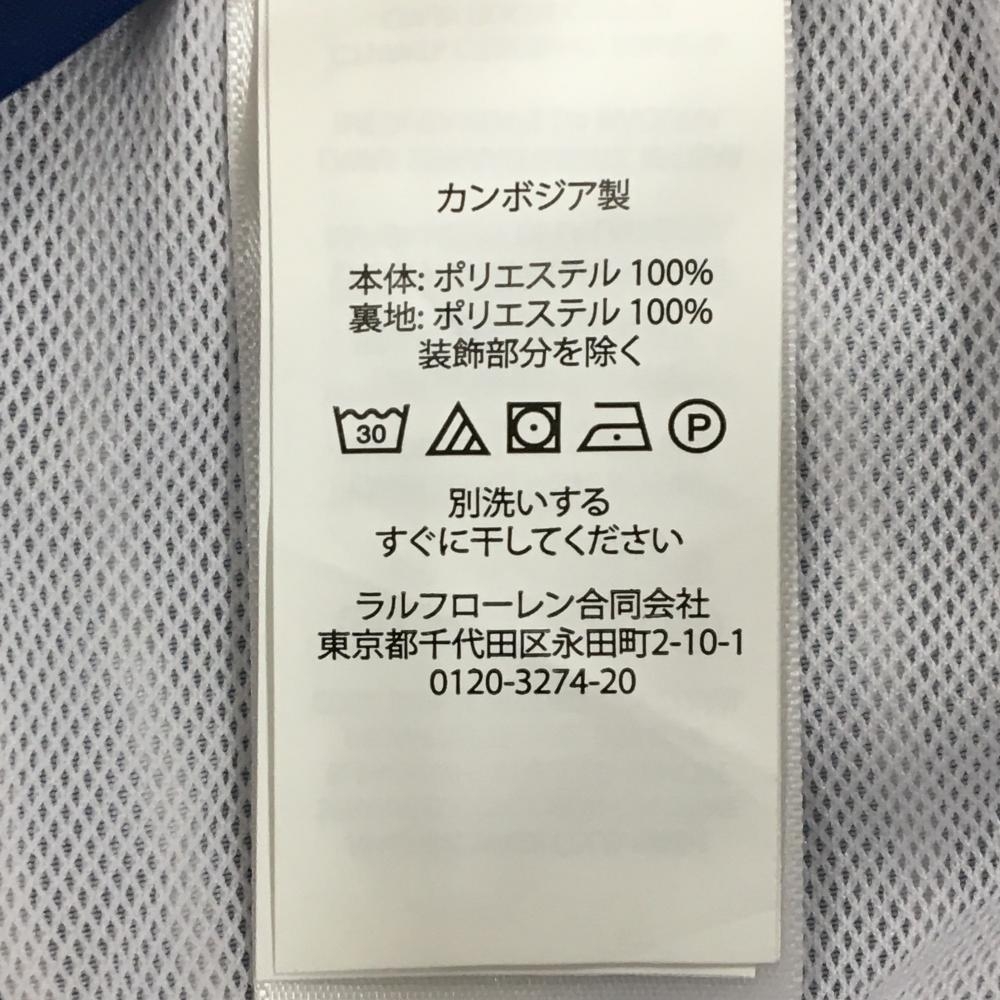 カンボジア製
本体: ポリエステル 100%
裏地: ポリエステル 100%
装飾部分を除く
30 P
別洗いする
すぐに干してください
ラルフローレン合同会社
東京都千代田区永田町2-10-1
0120-3274-20